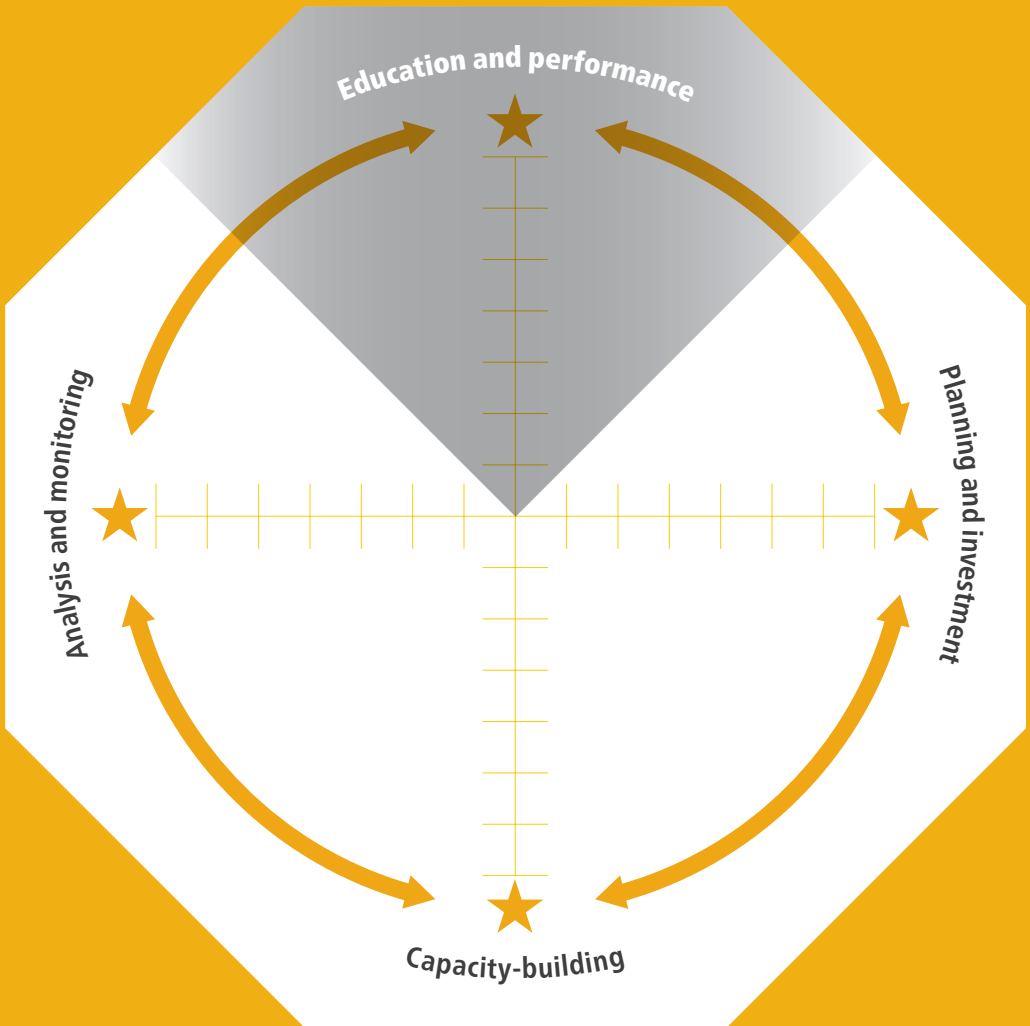 Education and performance
Analysis and monitoring
Planning and investment
Capacity-building